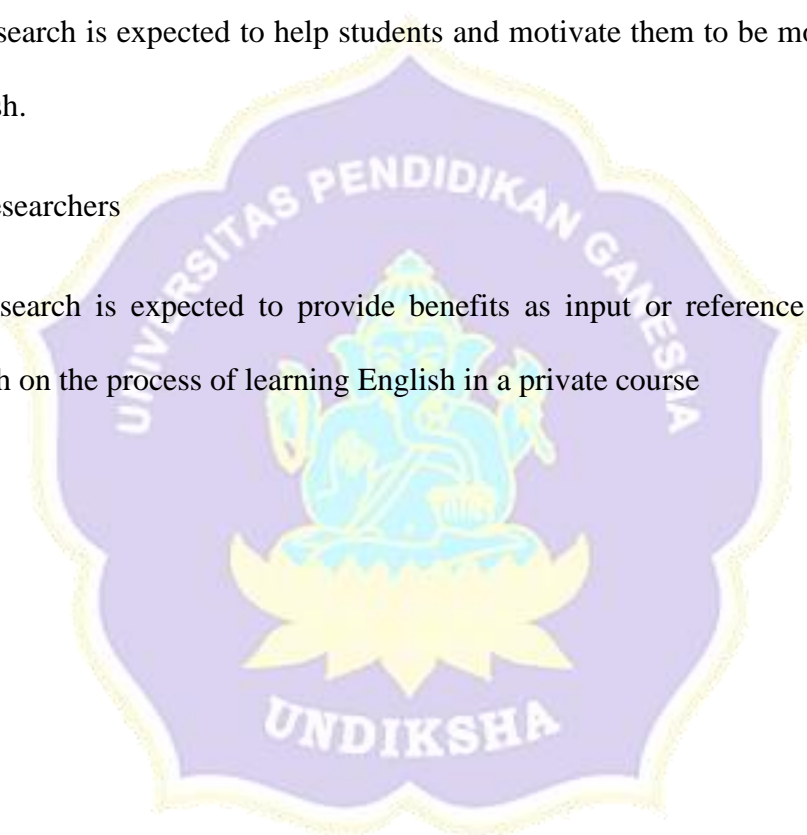 search is expected to help students and motivate them to be mo
sh.
esearchers
search is expected to provide benefits as input or reference
h on the process of learning English in a private course
UNIVERSITAS PENDIDIKAN GANESHA
UNDIKSHA